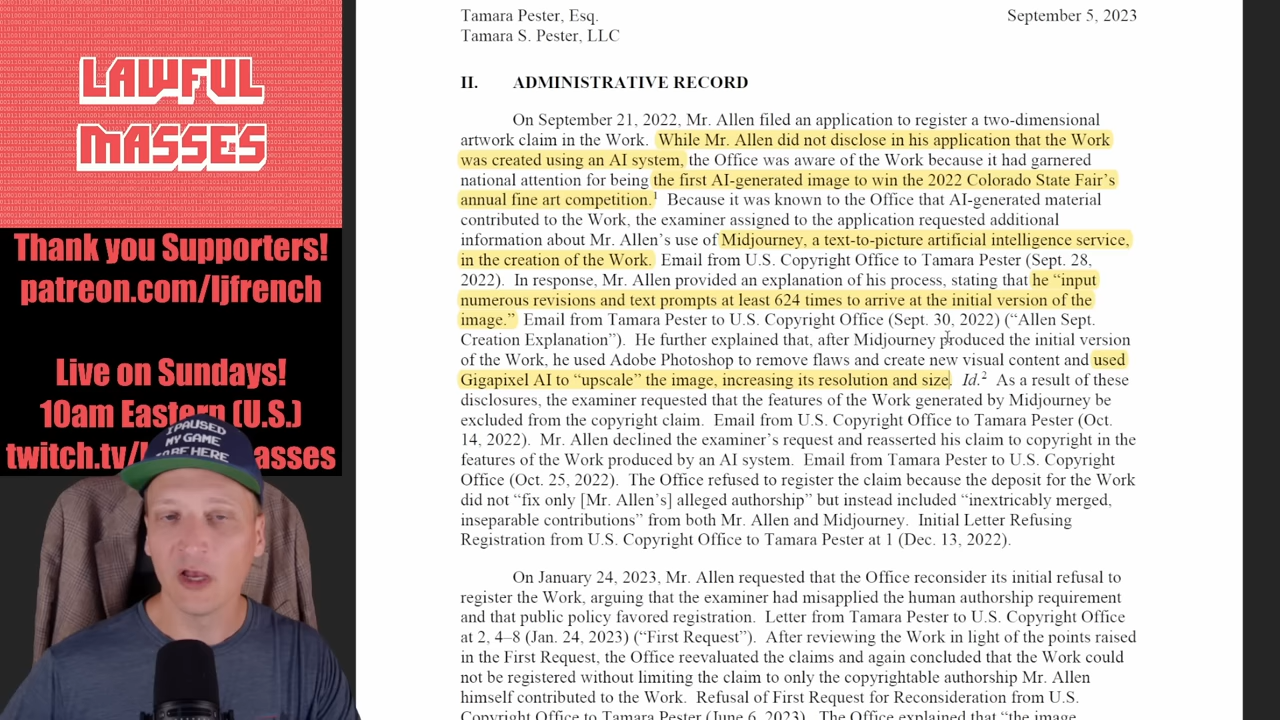 LAWFUL
MASSES
Thank you Supporters!
patreon.com/ljfrench
Live on Sundays!
10am Eastern (U.S.)
twitch.tv/ asses
I PAUSED
MY GAME
TO BE HERE
Tamara Pester, Esq. September 5, 2023
Tamara S. Pester, LLC
II. ADMINISTRATIVE RECORD
On September 21, 2022, Mr. Allen filed an application to register a two-dimensional
artwork claim in the Work. While Mr. Allen did not disclose in his application that the Work
was created using an AI system, the Office was aware of the Work because it had garnered
national attention for being the first AI-generated image to win the 2022 Colorado State Fair’s
annual fine art competition.1 Because it was known to the Office that AI-generated material
contributed to the Work, the examiner assigned to the application requested additional
information about Mr. Allen’s use of Midjourney, a text-to-picture artificial intelligence service,
in the creation of the Work. Email from U.S. Copyright Office to Tamara Pester (Sept. 28,
2022). In response, Mr. Allen provided an explanation of his process, stating that he “input
numerous revisions and text prompts at least 624 times to arrive at the initial version of the
image.” Email from Tamara Pester to U.S. Copyright Office (Sept. 30, 2022) (“Allen Sept.
Creation Explanation”). He further explained that, after Midjourney produced the initial version
of the Work, he used Adobe Photoshop to remove flaws and create new visual content and used
Gigapixel AI to “upscale” the image, increasing its resolution and size. Id.2 As a result of these
disclosures, the examiner requested that the features of the Work generated by Midjourney be
excluded from the copyright claim. Email from U.S. Copyright Office to Tamara Pester (Oct.
14, 2022). Mr. Allen declined the examiner’s request and reasserted his claim to copyright in the
features of the Work produced by an AI system. Email from Tamara Pester to U.S. Copyright
Office (Oct. 25, 2022). The Office refused to register the claim because the deposit for the Work
did not “fix only [Mr. Allen’s] alleged authorship” but instead included “inextricably merged,
inseparable contributions” from both Mr. Allen and Midjourney. Initial Letter Refusing
Registration from U.S. Copyright Office to Tamara Pester at 1 (Dec. 13, 2022).
On January 24, 2023, Mr. Allen requested that the Office reconsider its initial refusal to
register the Work, arguing that the examiner had misapplied the human authorship requirement
and that public policy favored registration. Letter from Tamara Pester to U.S. Copyright Office
at 2, 4–8 (Jan. 24, 2023) (“First Request”). After reviewing the Work in light of the points raised
in the First Request, the Office reevaluated the claims and again concluded that the Work could
not be registered without limiting the claim to only the copyrightable authorship Mr. Allen
himself contributed to the Work. Refusal of First Request for Reconsideration from U.S.
Copyright Office to Tamara Pester (June 6, 2023). The Office explained that “the image